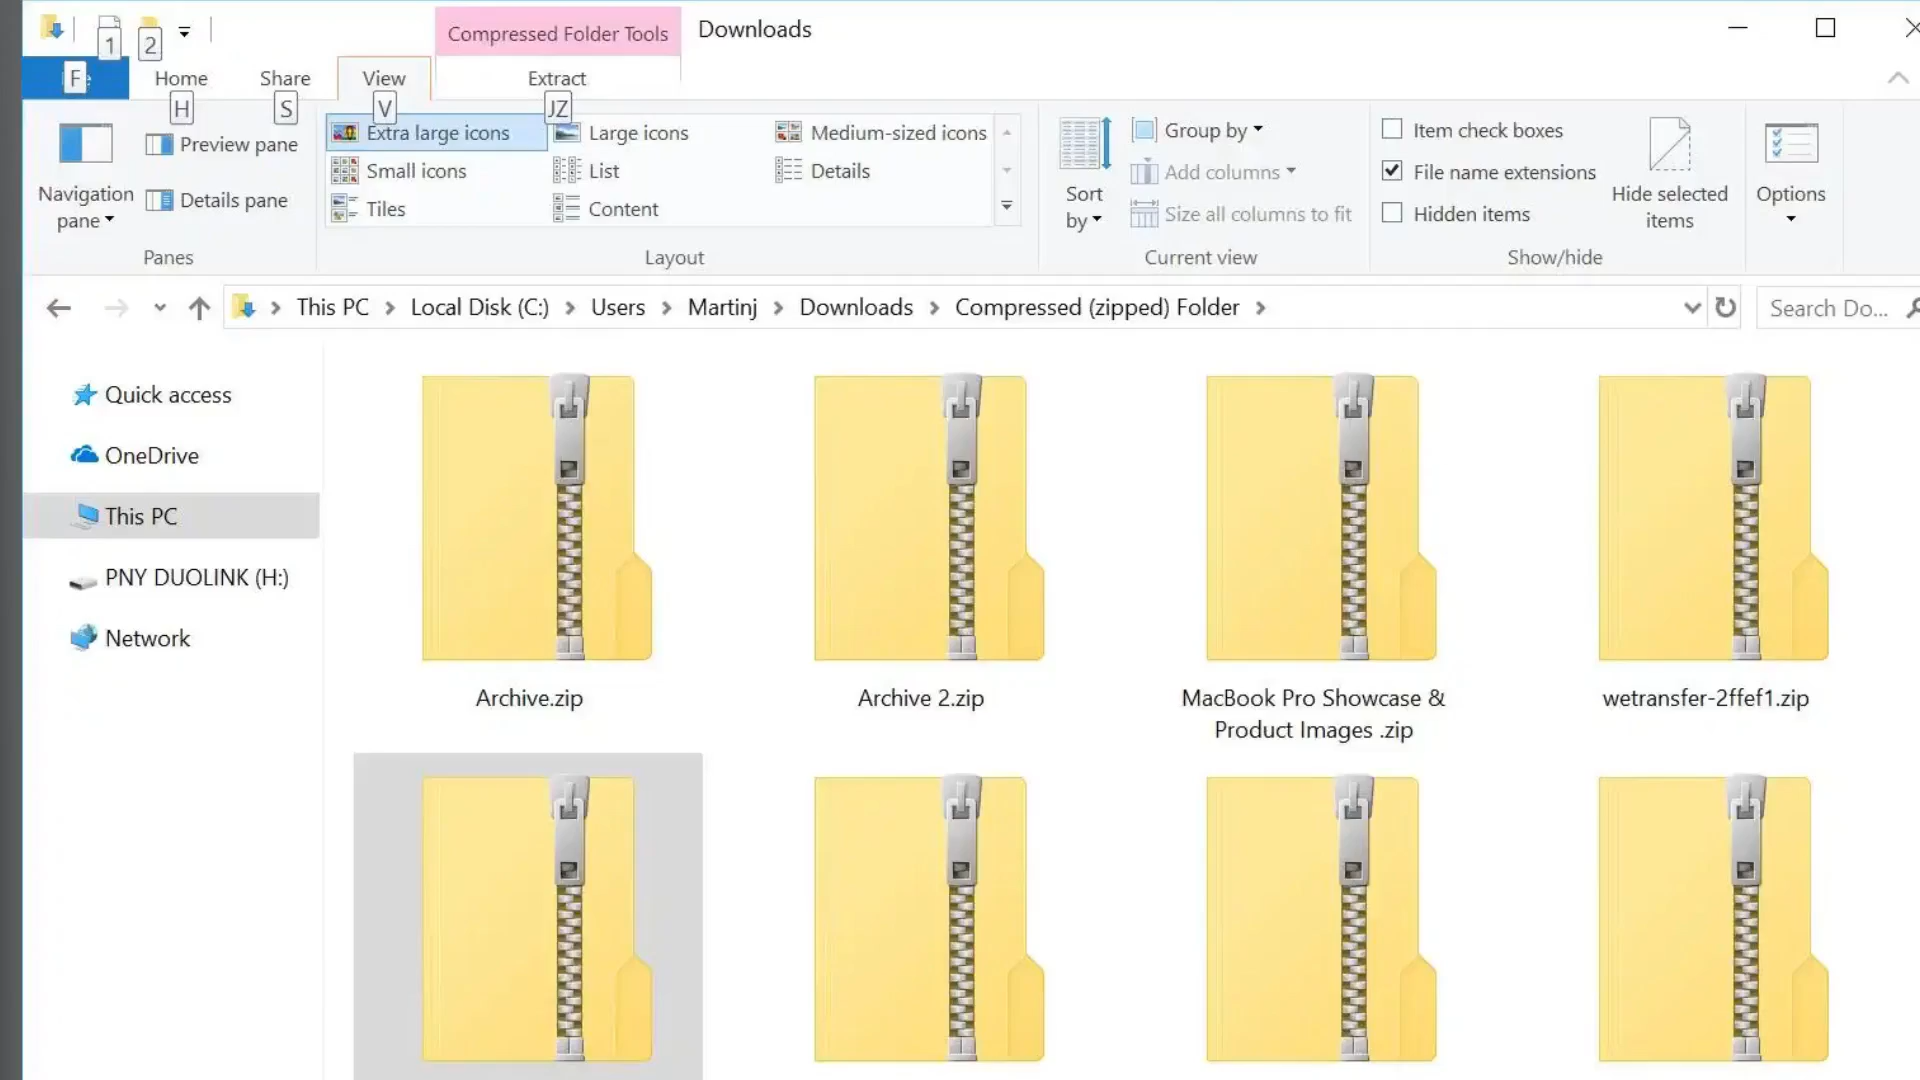 1
2
Compressed Folder Tools
Downloads
F
Home
Share
View
Extract
H
S
V
JZ
Navigation
pane
Preview pane
Details pane
Panes
Extra large icons
Large icons
Medium-sized icons
Small icons
List
Details
Tiles
Content
Layout
Sort
by
Group by
Add columns
Size all columns to fit
Current view
Item check boxes
File name extensions
Hidden items
Hide selected
items
Show/hide
Options
This PC
Local Disk (C:)
Users
Martinj
Downloads
Compressed (zipped) Folder
Search Do...
Quick access
OneDrive
This PC
PNY DUOLINK (H:)
Network
Archive.zip
Archive 2.zip
MacBook Pro Showcase &
Product Images .zip
wetransfer-2ffef1.zip